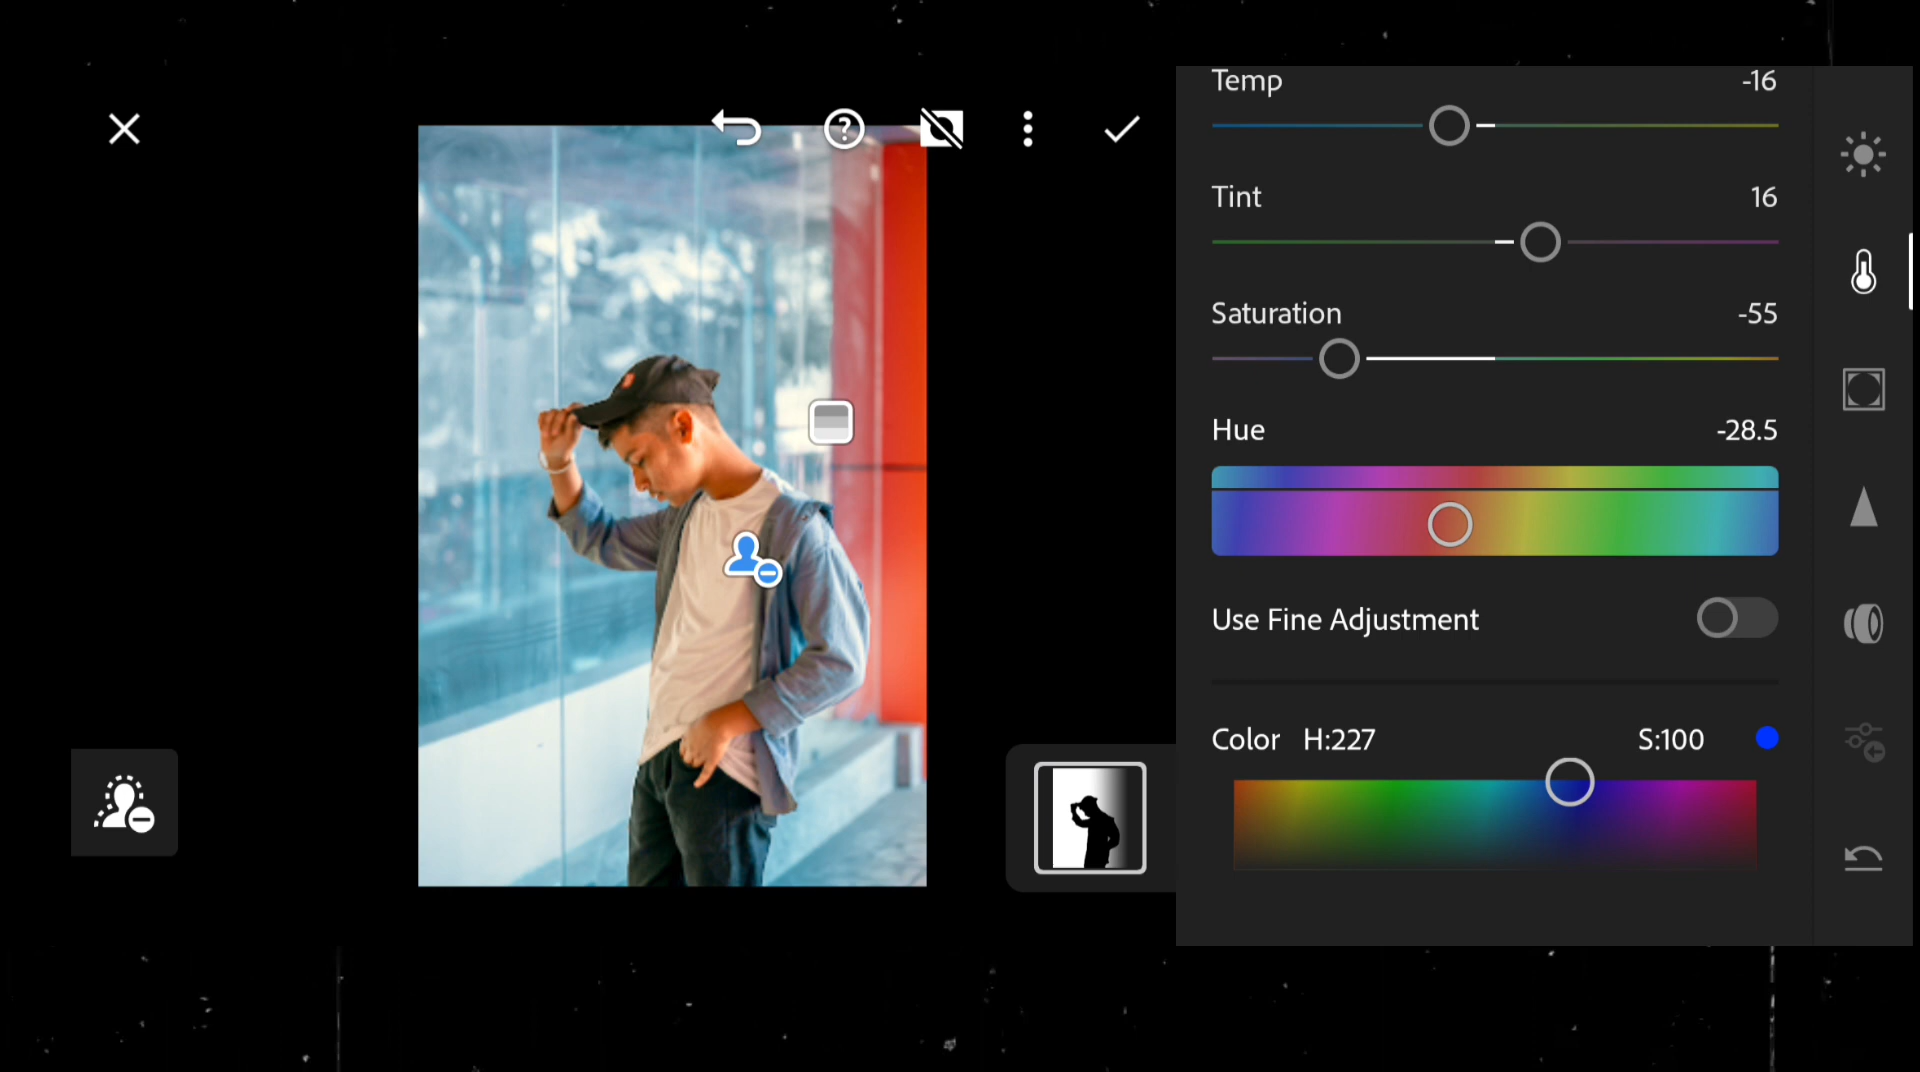 Temp -16
Tint 16
Saturation -55
Hue -28.5
Use Fine Adjustment
Color H:227 S:100